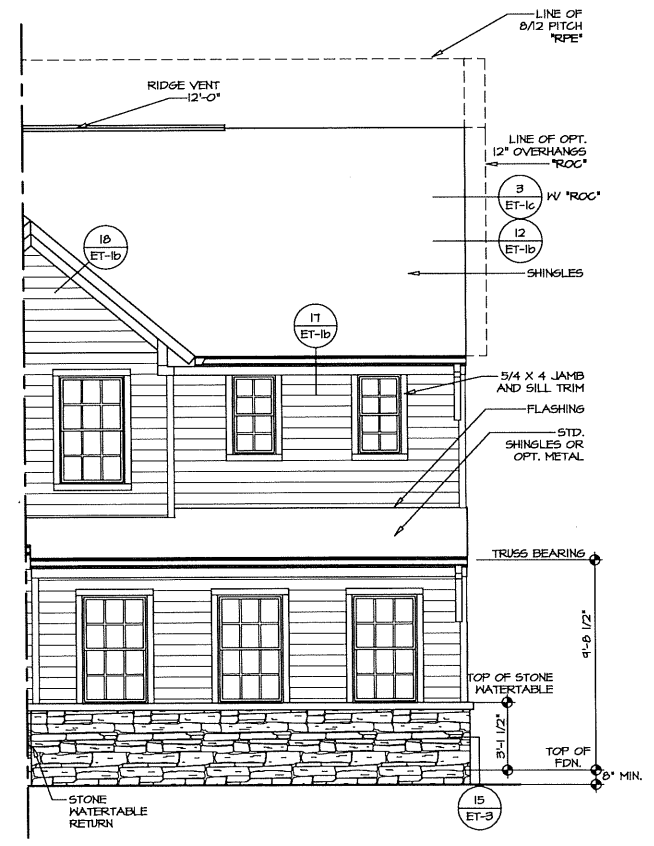 LINE OF
8/12 PITCH
"RPE"
RIDGE VENT
12'-0"
LINE OF OPT.
12" OVERHANGS
"ROC"
3
ET-1c
W/ "ROC"
12
ET-1b
18
ET-1b
SHINGLES
17
ET-1b
5/4 X 4 JAMB
AND SILL TRIM
FLASHING
STD.
SHINGLES OR
OPT. METAL
TRUSS BEARING
9'-8 1/2"
TOP OF STONE
WATERTABLE
3'-1 1/2"
TOP OF
FDN.
8" MIN.
15
ET-3
STONE
WATERTABLE
RETURN